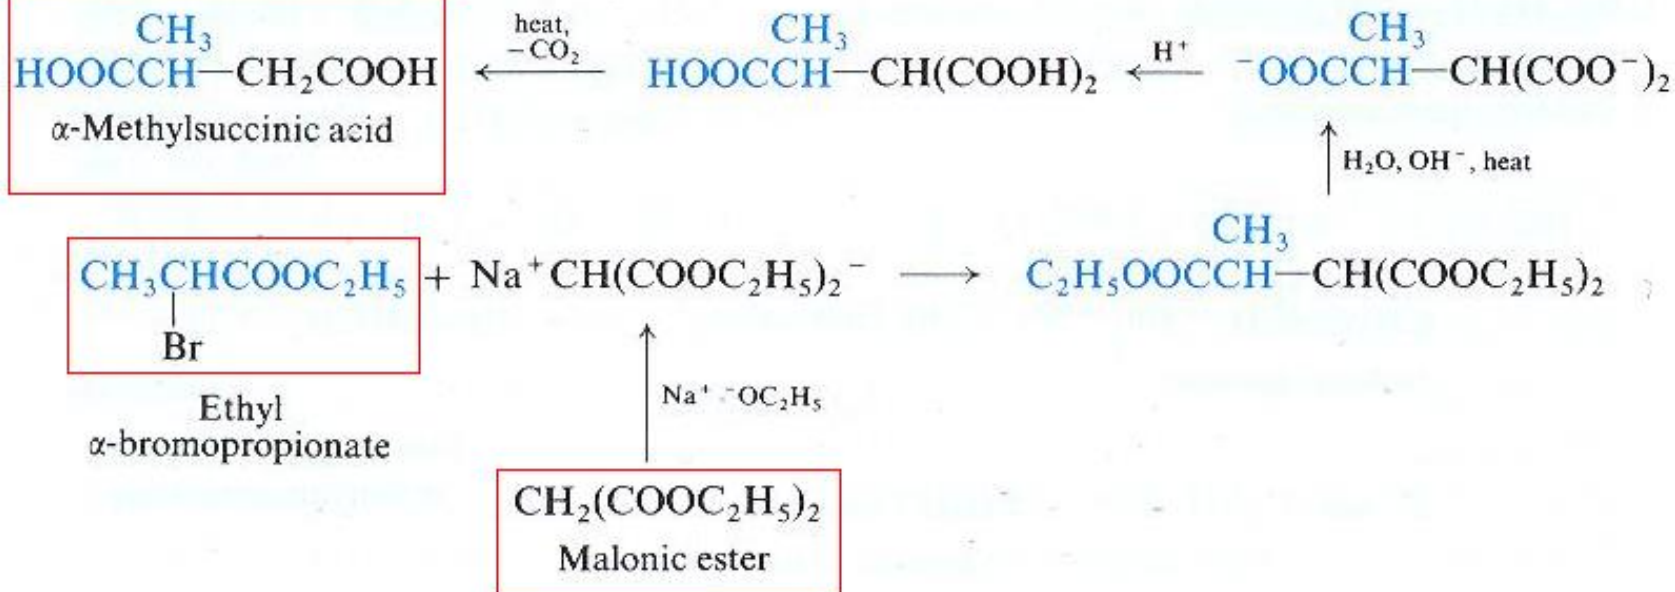 CH₃ heat, CH₃ CH₃
HOOCCH—CH₂COOH −CO₂ HOOCCH—CH(COOH)₂ H⁺ ⁻OOCCH—CH(COO⁻)₂
α-Methylsuccinic acid
H₂O, OH⁻, heat
CH₃
CH₃CHCOOC₂H₅ + Na⁺CH(COOC₂H₅)₂⁻ C₂H₅OOCCH—CH(COOC₂H₅)₂
Br
Ethyl
α-bromopropionate
Na⁺ ⁻OC₂H₅
CH₂(COOC₂H₅)₂
Malonic ester